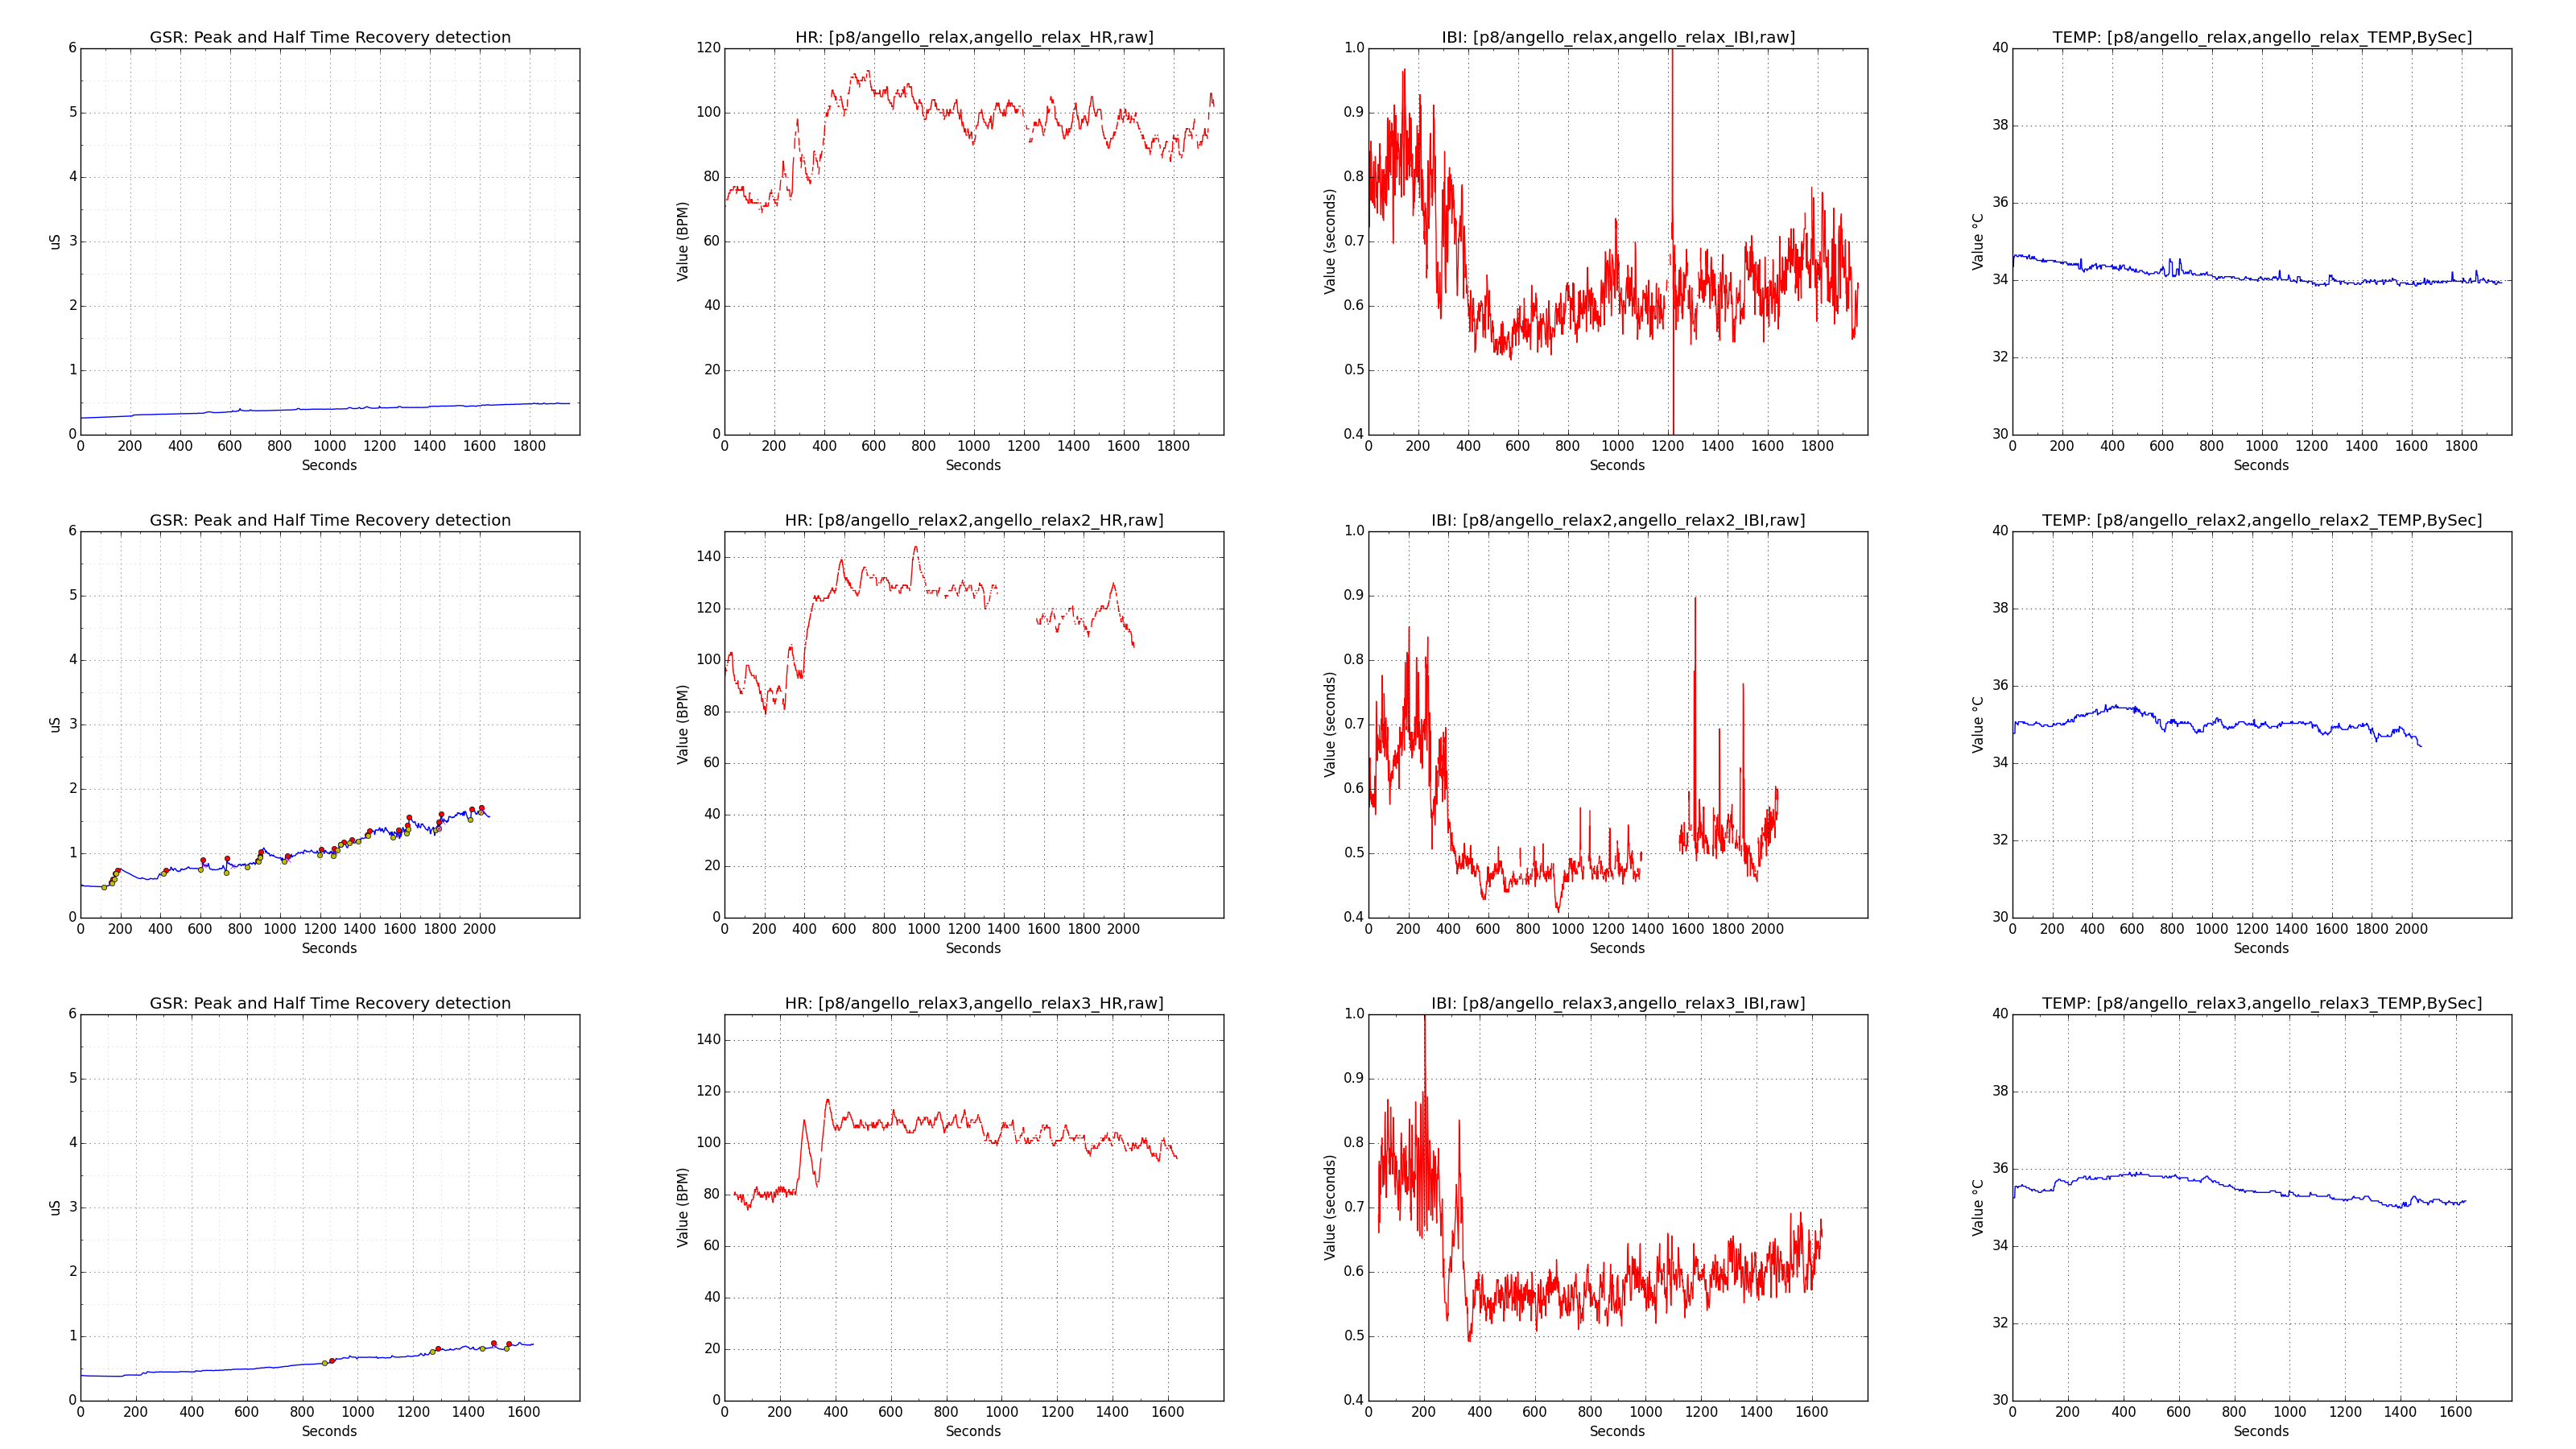 GSR: Peak and Half Time Recovery detection
6
5
4
3
2
1
0
uS
0 200 400 600 800 1000 1200 1400 1600 1800
Seconds
HR: [p8/angello_relax,angello_relax_HR,raw]
120
100
80
60
40
20
0
Value (BPM)
0 200 400 600 800 1000 1200 1400 1600 1800
Seconds
IBI: [p8/angello_relax,angello_relax_IBI,raw]
1.0
0.9
0.8
0.7
0.6
0.5
0.4
Value (seconds)
0 200 400 600 800 1000 1200 1400 1600 1800
Seconds
TEMP: [p8/angello_relax,angello_relax_TEMP,BySec]
40
38
36
34
32
30
Value °C
0 200 400 600 800 1000 1200 1400 1600 1800
Seconds
GSR: Peak and Half Time Recovery detection
6
5
4
3
2
1
0
uS
0 200 400 600 800 1000 1200 1400 1600 1800 2000
Seconds
HR: [p8/angello_relax2,angello_relax2_HR,raw]
140
120
100
80
60
40
20
0
Value (BPM)
0 200 400 600 800 1000 1200 1400 1600 1800 2000
Seconds
IBI: [p8/angello_relax2,angello_relax2_IBI,raw]
1.0
0.9
0.8
0.7
0.6
0.5
0.4
Value (seconds)
0 200 400 600 800 1000 1200 1400 1600 1800 2000
Seconds
TEMP: [p8/angello_relax2,angello_relax2_TEMP,BySec]
40
38
36
34
32
30
Value °C
0 200 400 600 800 1000 1200 1400 1600 1800 2000
Seconds
GSR: Peak and Half Time Recovery detection
6
5
4
3
2
1
0
uS
0 200 400 600 800 1000 1200 1400 1600
Seconds
HR: [p8/angello_relax3,angello_relax3_HR,raw]
140
120
100
80
60
40
20
0
Value (BPM)
0 200 400 600 800 1000 1200 1400 1600
Seconds
IBI: [p8/angello_relax3,angello_relax3_IBI,raw]
1.0
0.9
0.8
0.7
0.6
0.5
0.4
Value (seconds)
0 200 400 600 800 1000 1200 1400 1600
Seconds
TEMP: [p8/angello_relax3,angello_relax3_TEMP,BySec]
40
38
36
34
32
30
Value °C
0 200 400 600 800 1000 1200 1400 1600
Seconds